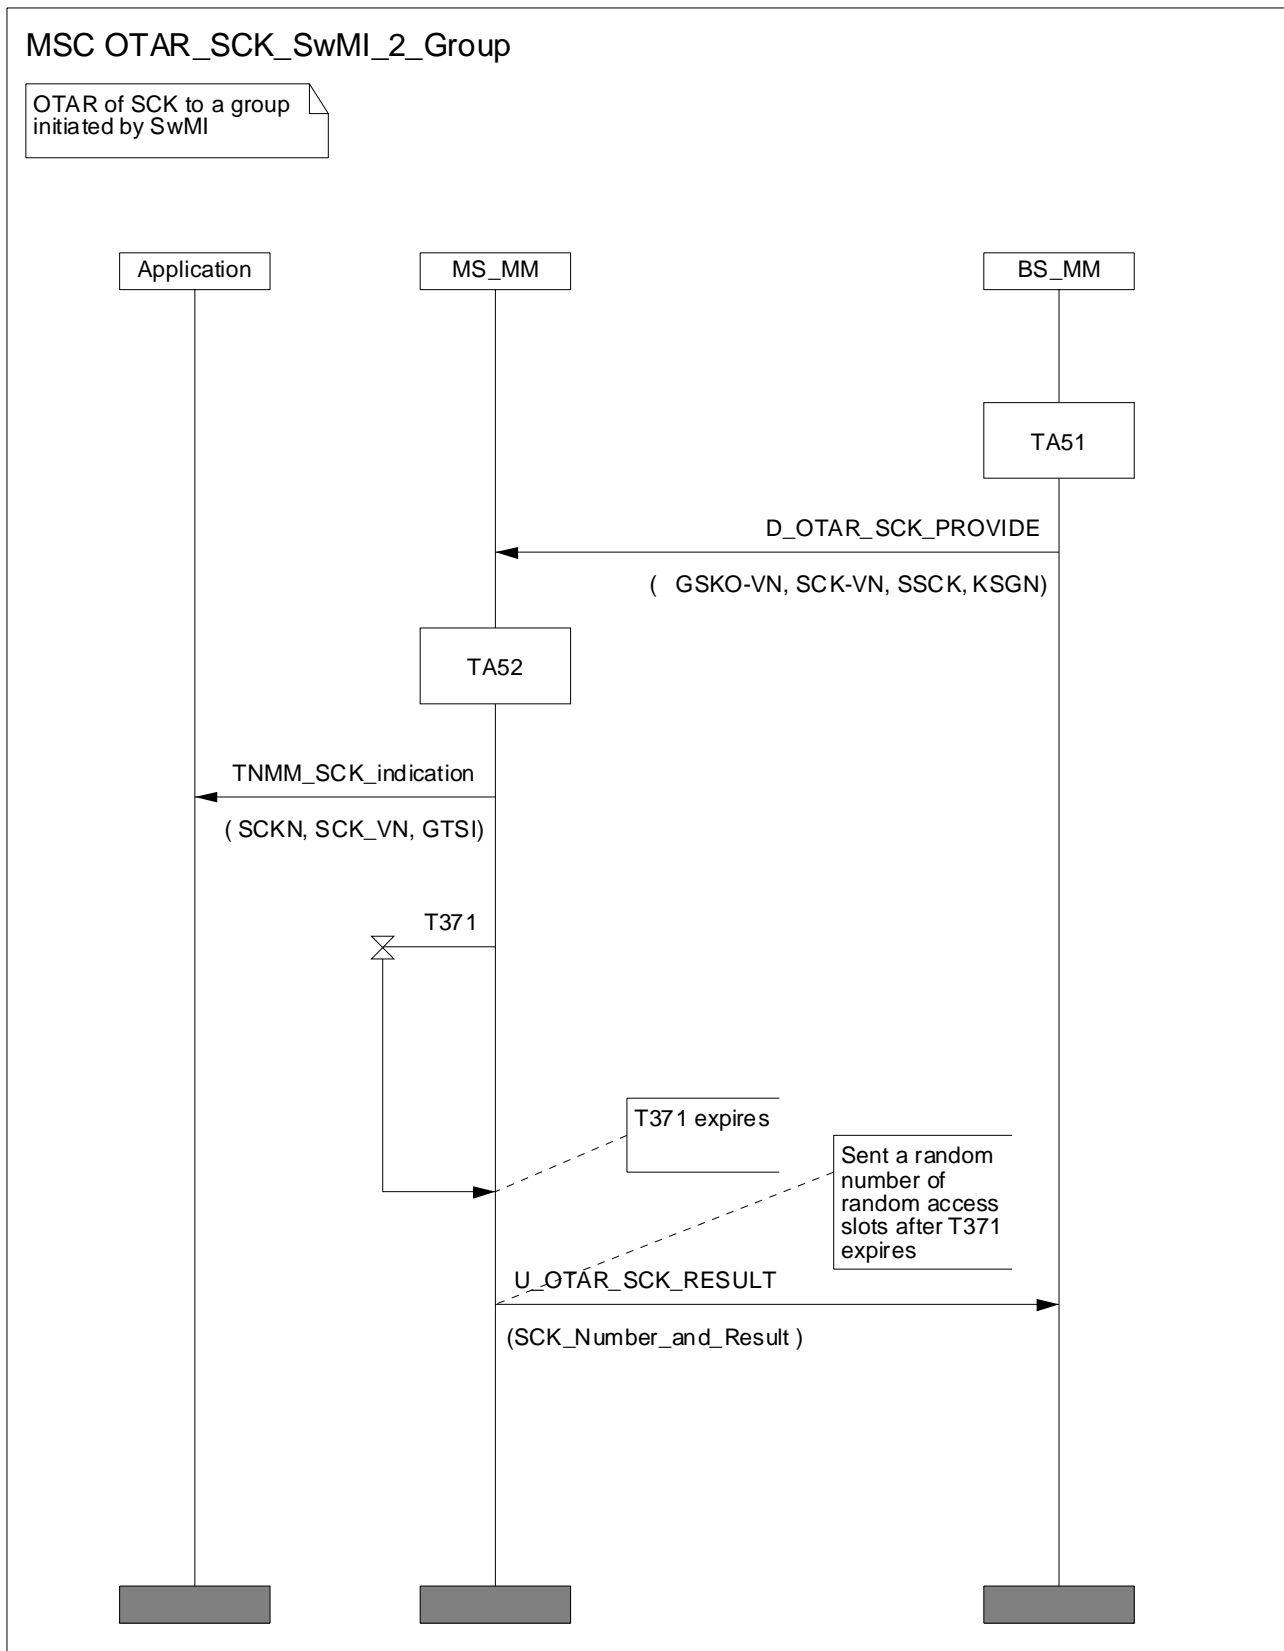 MSC OTAR_SCK_SwMI_2_Group
OTAR of SCK to a group
initiated by SwMI
Application
MS_MM
BS_MM
TA51
D_OTAR_SCK_PROVIDE
( GSKO-VN, SCK-VN, SSCK, KSGN)
TA52
TNMM_SCK_indication
( SCKN, SCK_VN, GTSI)
T371
T371 expires
Sent a random
number of
random access
slots after T371
expires
U_OTAR_SCK_RESULT
(SCK_Number_and_Result )